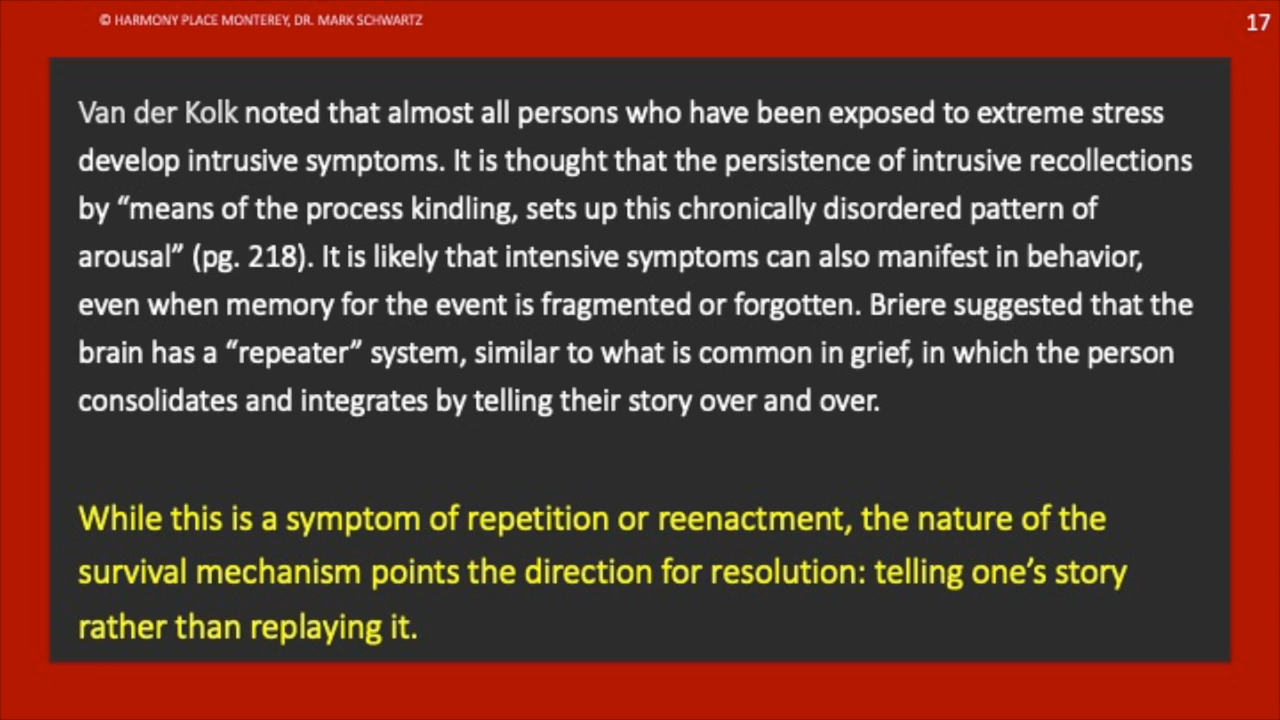 © HARMONY PLACE MONTEREY, DR. MARK SCHWARTZ
17
Van der Kolk noted that almost all persons who have been exposed to extreme stress
develop intrusive symptoms. It is thought that the persistence of intrusive recollections
by “means of the process kindling, sets up this chronically disordered pattern of
arousal” (pg. 218). It is likely that intensive symptoms can also manifest in behavior,
even when memory for the event is fragmented or forgotten. Briere suggested that the
brain has a “repeater” system, similar to what is common in grief, in which the person
consolidates and integrates by telling their story over and over.
While this is a symptom of repetition or reenactment, the nature of the
survival mechanism points the direction for resolution: telling one’s story
rather than replaying it.